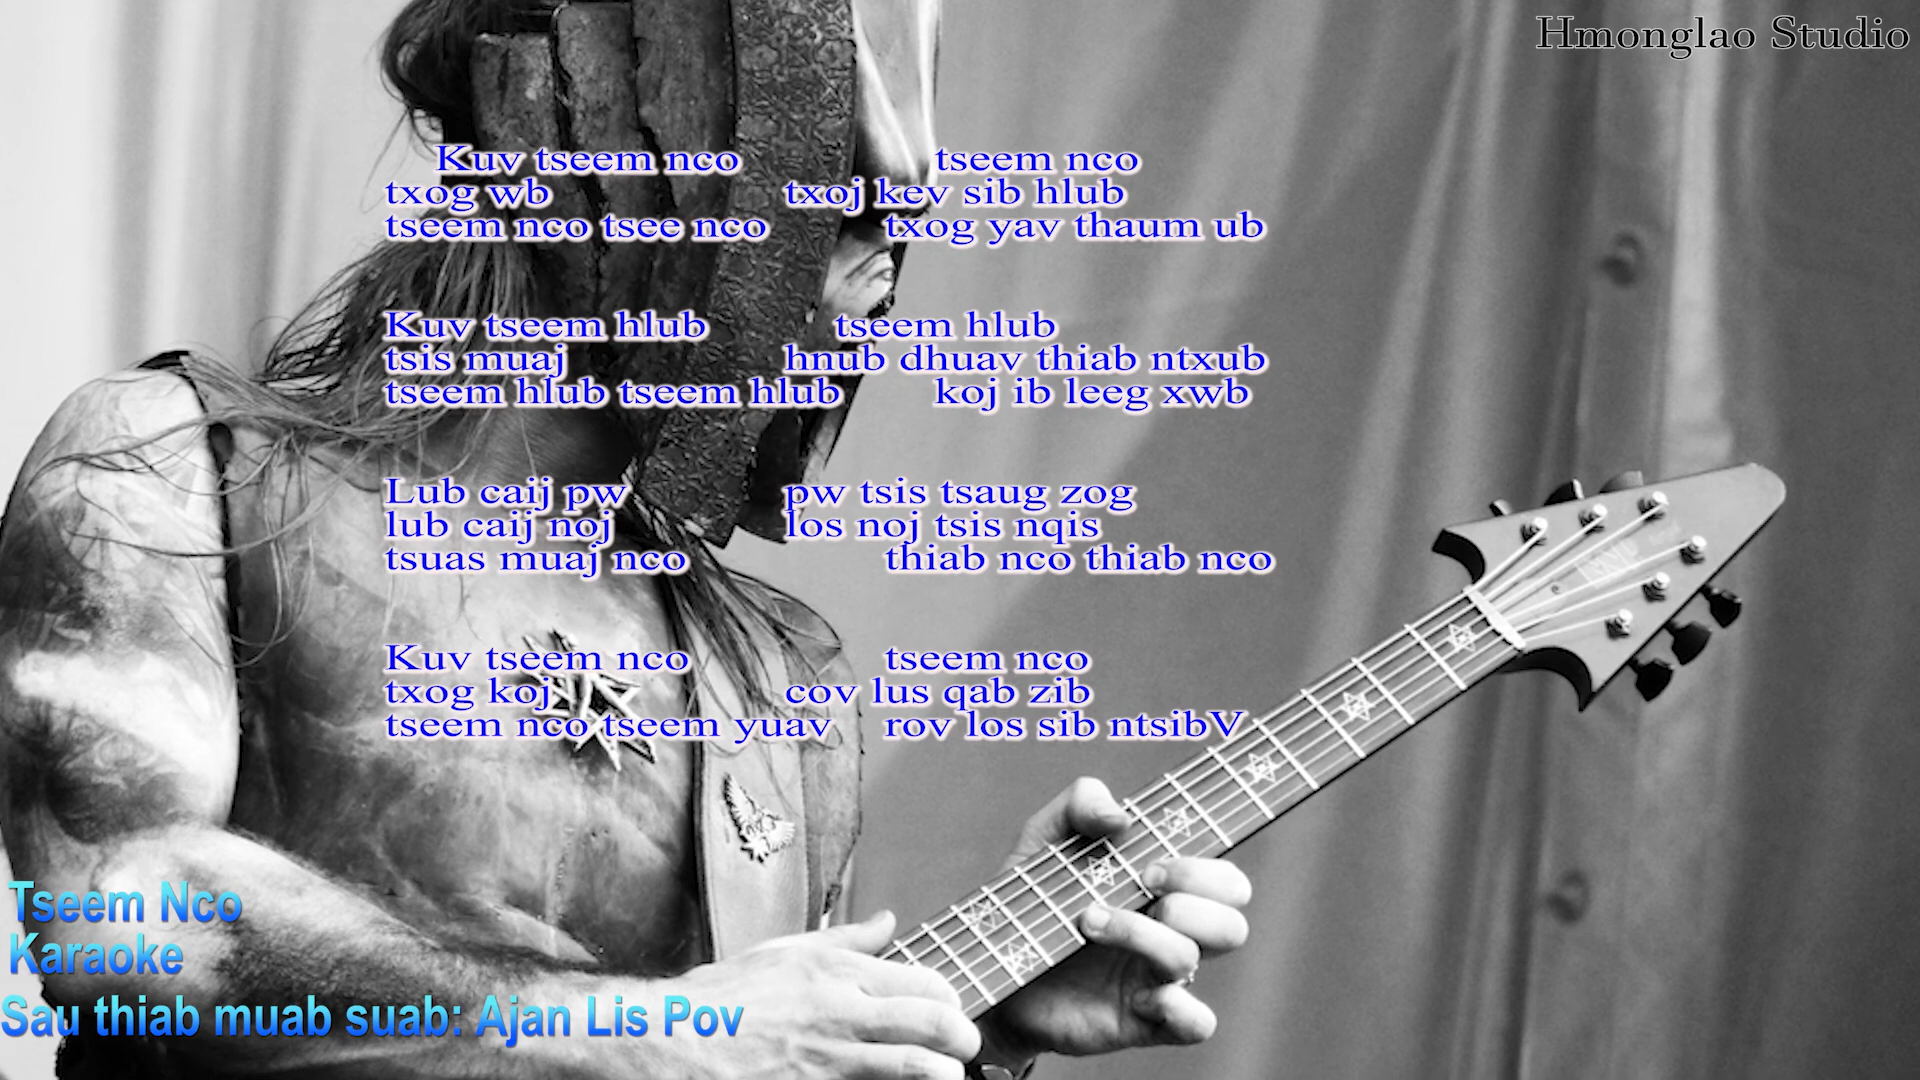 Hmonglao Studio
Kuv tseem nco tseem nco
txog wb txoj kev sib hlub
tseem nco tsee nco txog yav thaum ub
Kuv tseem hlub tseem hlub
tsis muaj hnub dhuav thiab ntxub
tseem hlub tseem hlub koj ib leeg xwb
Lub caij pw pw tsis tsaug zog
lub caij noj los noj tsis nqis
tsuas muaj nco thiab nco thiab nco
Kuv tseem nco tseem nco
txog koj cov lus qab zib
tseem nco tseem yuav rov los sib ntsibV
Tseem Nco
Karaoke
Sau thiab muab suab: Ajan Lis Pov